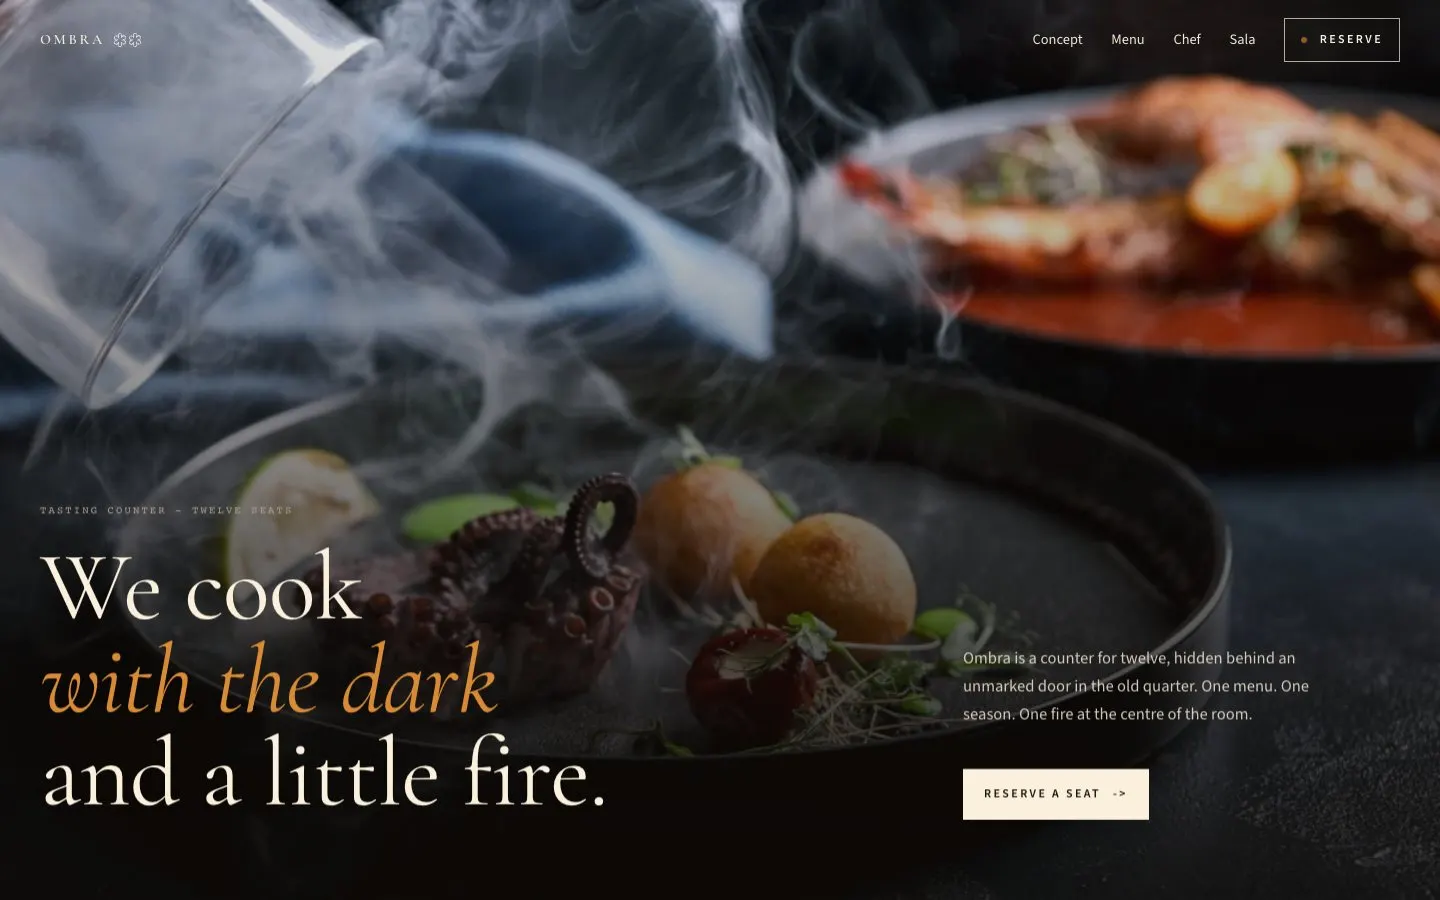 OMBRA
Concept
Menu
Chef
Sala
RESERVE
TASTING COUNTER – TWELVE SEATS
We cook
with the dark
and a little fire.
Ombra is a counter for twelve, hidden behind an
unmarked door in the old quarter. One menu. One
season. One fire at the centre of the room.
RESERVE A SEAT ->